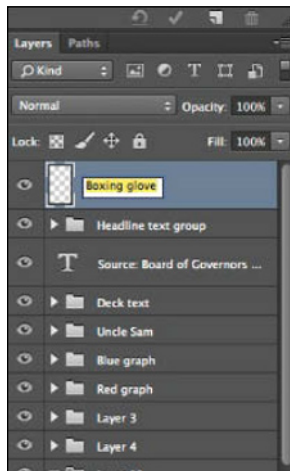 Layers Paths
Kind
Normal Opacity: 100%
Lock: Fill: 100%
Boxing glove
Headline text group
T Source: Board of Governors ...
Deck text
Uncle Sam
Blue graph
Red graph
Layer 3
Layer 4